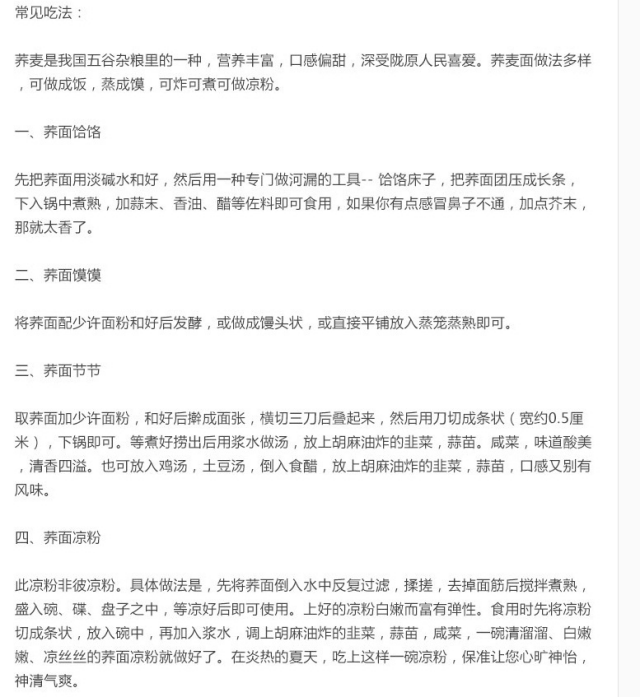 常见吃法：
荞麦是我国五谷杂粮里的一种，营养丰富，口感偏甜，深受陇原人民喜爱。荞麦面做法多样
，可做成饭，蒸成馍，可炸可煮可做凉粉。
一、荞面饸饹
先把荞面用淡碱水和好，然后用一种专门做河漏的工具-- 饸饹床子，把荞面团压成长条，
下入锅中煮熟，加蒜末、香油、醋等佐料即可食用，如果你有点感冒鼻子不通，加点芥末，
那就太香了。
二、荞面馍馍
将荞面配少许面粉和好后发酵，或做成馒头状，或直接平铺放入蒸笼蒸熟即可。
三、荞面节节
取荞面加少许面粉，和好后擀成面张，横切三刀后叠起来，然后用刀切成条状（宽约0.5厘
米），下锅即可。等煮好捞出后用浆水做汤，放上胡麻油炸的韭菜，蒜苗。咸菜，味道酸美
，清香四溢。也可放入鸡汤，土豆汤，倒入食醋，放上胡麻油炸的韭菜，蒜苗，口感又别有
风味。
四、荞面凉粉
此凉粉非彼凉粉。具体做法是，先将荞面倒入水中反复过滤，揉搓，去掉面筋后搅拌煮熟，
盛入碗、碟、盘子之中，等凉好后即可使用。上好的凉粉白嫩而富有弹性。食用时先将凉粉
切成条状，放入碗中，再加入浆水，调上胡麻油炸的韭菜，蒜苗，咸菜，一碗清溜溜、白嫩
嫩、凉丝丝的荞面凉粉就做好了。在炎热的夏天，吃上这样一碗凉粉，保准让您心旷神怡，
神清气爽。